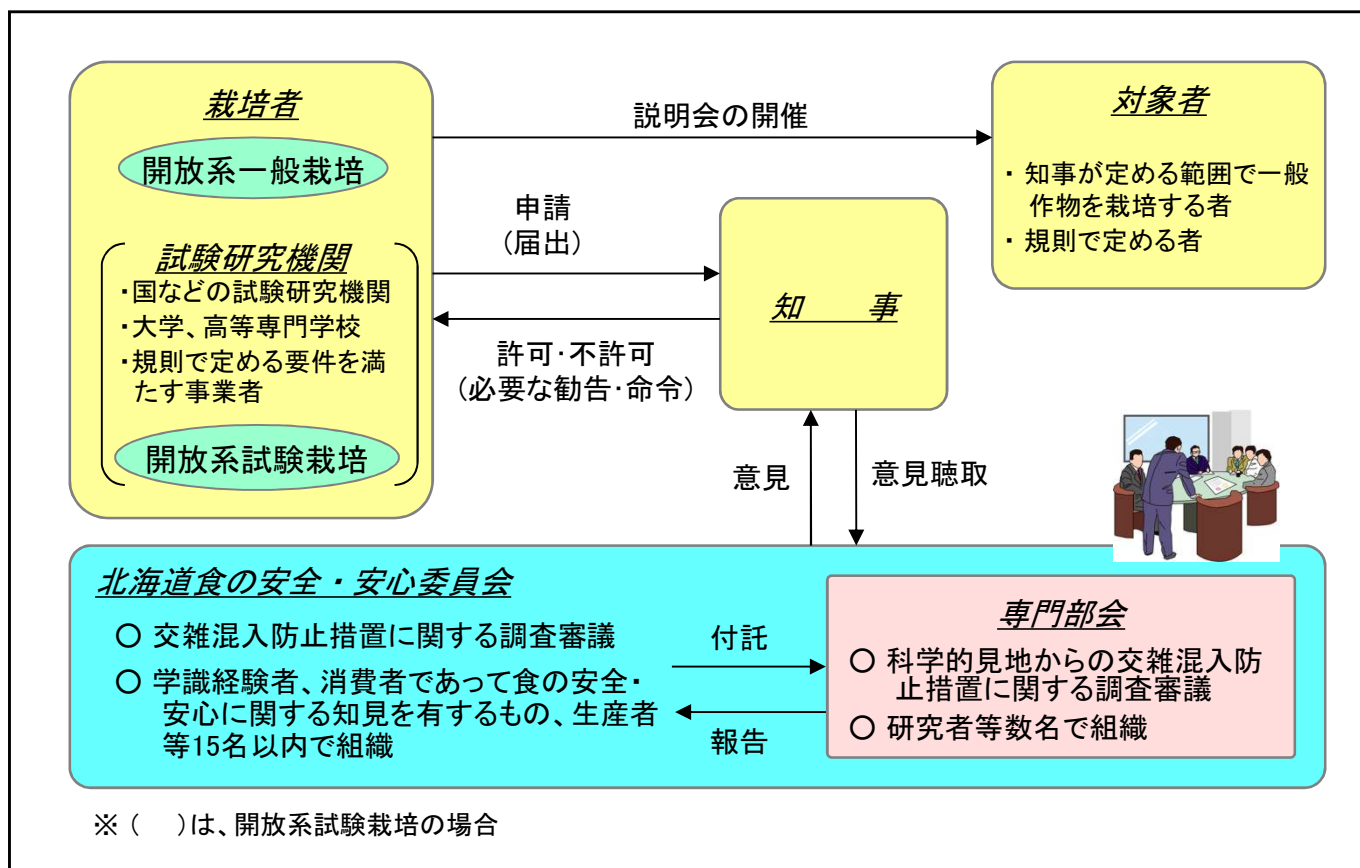 栽培者
開放系一般栽培
試験研究機関
・国などの試験研究機関
・大学、高等専門学校
・規則で定める要件を満
たす事業者
開放系試験栽培
説明会の開催
対象者
・ 知事が定める範囲で一般
作物を栽培する者
・ 規則で定める者
申請
(届出)
知　　事
許可・不許可
(必要な勧告・命令)
意見
意見聴取
北海道食の安全・安心委員会
○ 交雑混入防止措置に関する調査審議
○ 学識経験者、消費者であって食の安全・
安心に関する知見を有するもの、生産者
等15名以内で組織
付託
報告
専門部会
○ 科学的見地からの交雑混入防
止措置に関する調査審議
○ 研究者等数名で組織
※ (　　)は、開放系試験栽培の場合